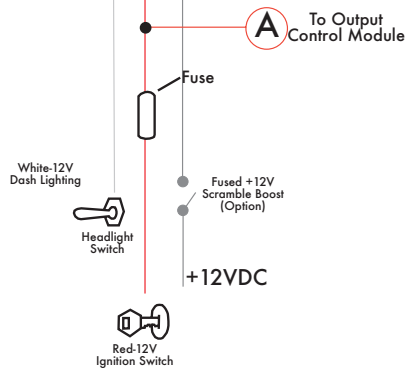 A
To Output
Control Module
Fuse
White-12V
Dash Lighting
Fused +12V
Scramble Boost
(Option)
Headlight
Switch
+12VDC
Red-12V
Ignition Switch